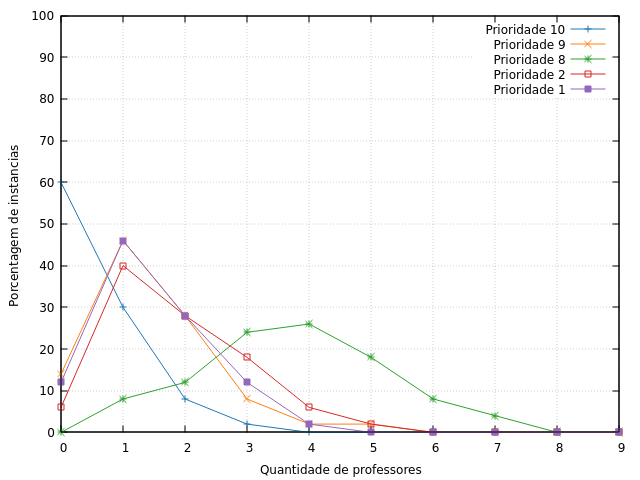 100
90
80
70
60
50
40
30
20
10
0
Porcentagem de instancias
Prioridade 10
Prioridade 9
Prioridade 8
Prioridade 2
Prioridade 1
0 1 2 3 4 5 6 7 8 9
Quantidade de professores